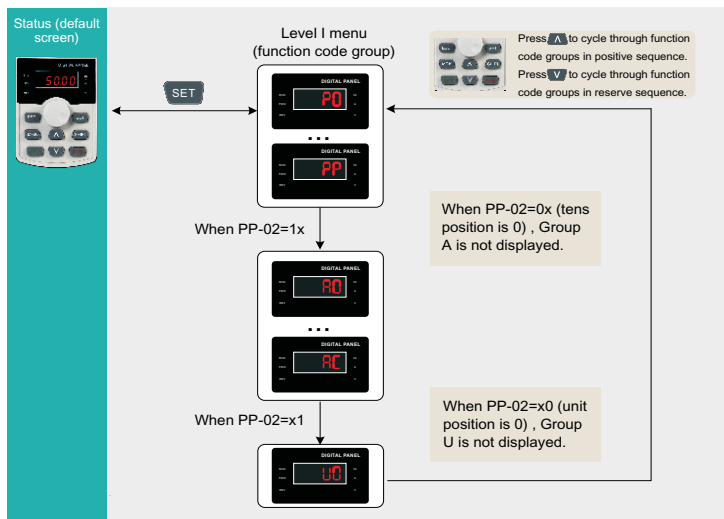 Status (default
screen)
50.00
SET
Level I menu
(function code group)
DIGITAL PANEL
P0
...
DIGITAL PANEL
PP
When PP-02=1x
DIGITAL PANEL
A0
...
DIGITAL PANEL
AC
When PP-02=x1
DIGITAL PANEL
U0
Press ∧ to cycle through function
code groups in positive sequence.
Press V to cycle through function
code groups in reserve sequence.
When PP-02=0x (tens
position is 0) , Group
A is not displayed.
When PP-02=x0 (unit
position is 0) , Group
U is not displayed.